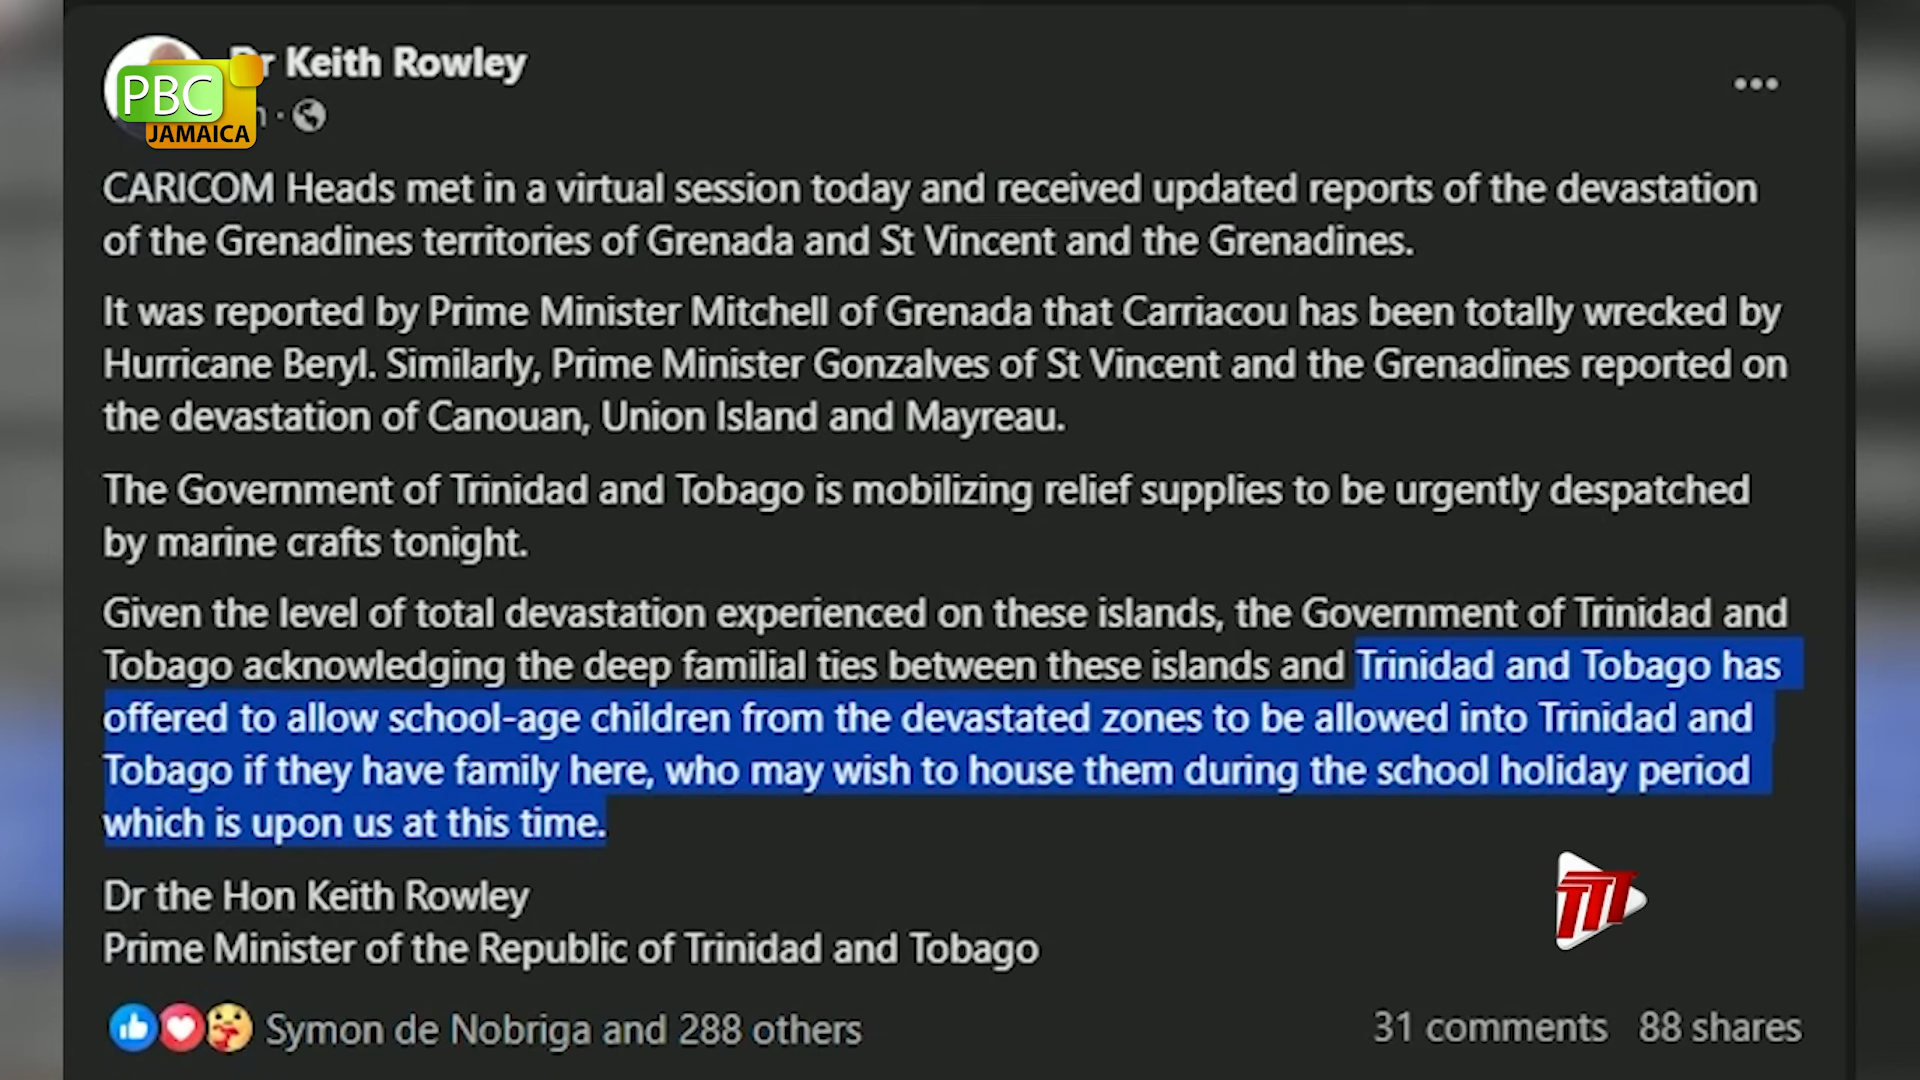 Dr Keith Rowley
PBC
JAMAICA
CARICOM Heads met in a virtual session today and received updated reports of the devastation
of the Grenadines territories of Grenada and St Vincent and the Grenadines.
It was reported by Prime Minister Mitchell of Grenada that Carriacou has been totally wrecked by
Hurricane Beryl. Similarly, Prime Minister Gonzalves of St Vincent and the Grenadines reported on
the devastation of Canouan, Union Island and Mayreau.
The Government of Trinidad and Tobago is mobilizing relief supplies to be urgently despatched
by marine crafts tonight.
Given the level of total devastation experienced on these islands, the Government of Trinidad and
Tobago acknowledging the deep familial ties between these islands and Trinidad and Tobago has
offered to allow school-age children from the devastated zones to be allowed into Trinidad and
Tobago if they have family here, who may wish to house them during the school holiday period
which is upon us at this time.
Dr the Hon Keith Rowley
Prime Minister of the Republic of Trinidad and Tobago
TTT
Symon de Nobriga and 288 others
31 comments 88 shares